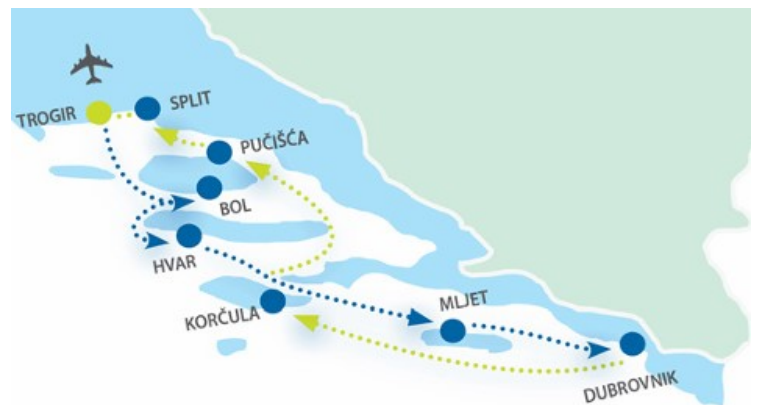 TROGIR
SPLIT
PUČIŠĆA
BOL
HVAR
KORČULA
MLJET
DUBROVNIK